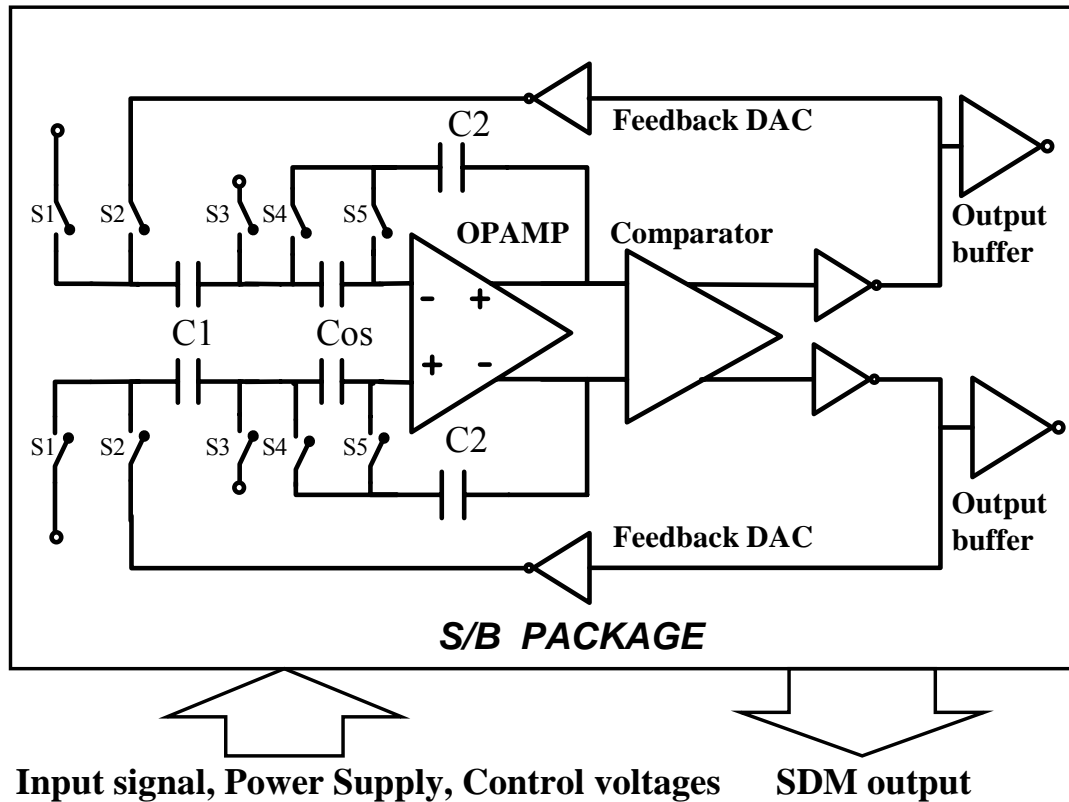 Feedback DAC
C2
S1
S2
S3
S4
S5
OPAMP
Comparator
Output
buffer
- +
C1
Cos
+ -
S1
S2
S3
S4
S5
C2
Output
buffer
Feedback DAC
S/B PACKAGE
Input signal, Power Supply, Control voltages
SDM output